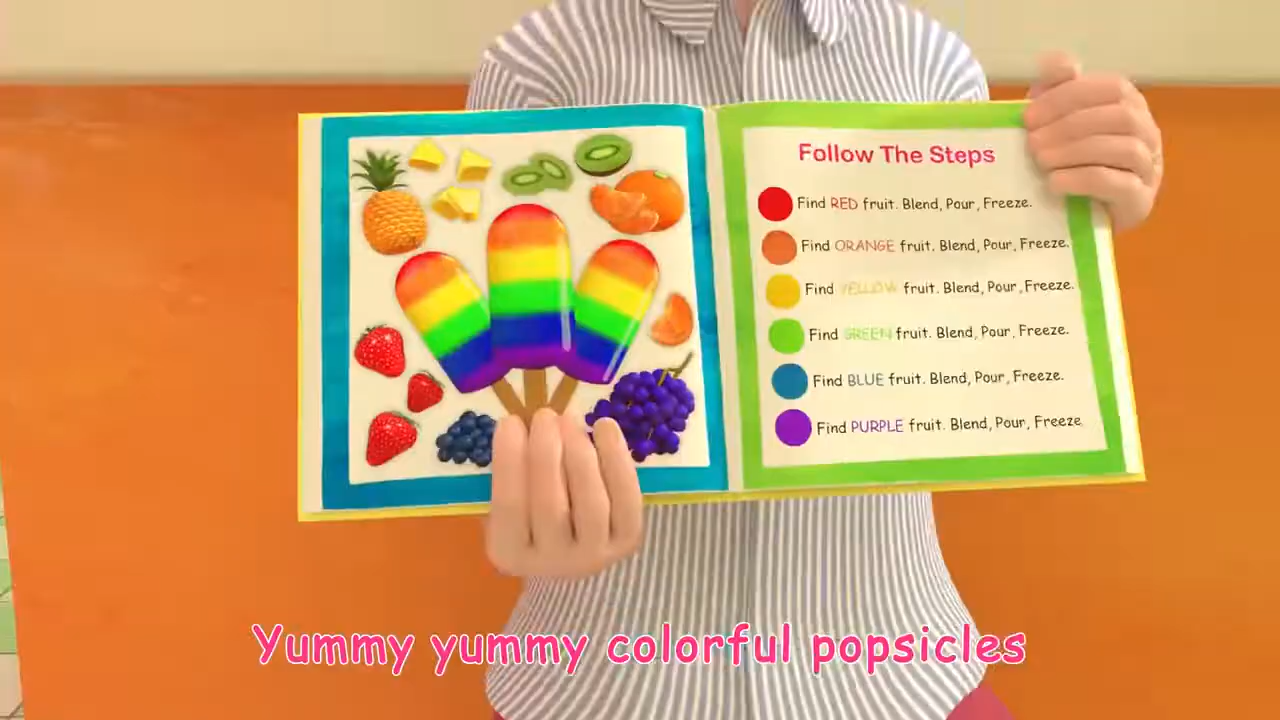 Follow The Steps
Find RED fruit. Blend, Pour, Freeze.
Find ORANGE fruit. Blend, Pour, Freeze.
Find YELLOW fruit. Blend, Pour, Freeze.
Find GREEN fruit. Blend, Pour, Freeze.
Find BLUE fruit. Blend, Pour, Freeze.
Find PURPLE fruit. Blend, Pour, Freeze
Yummy yummy colorful popsicles